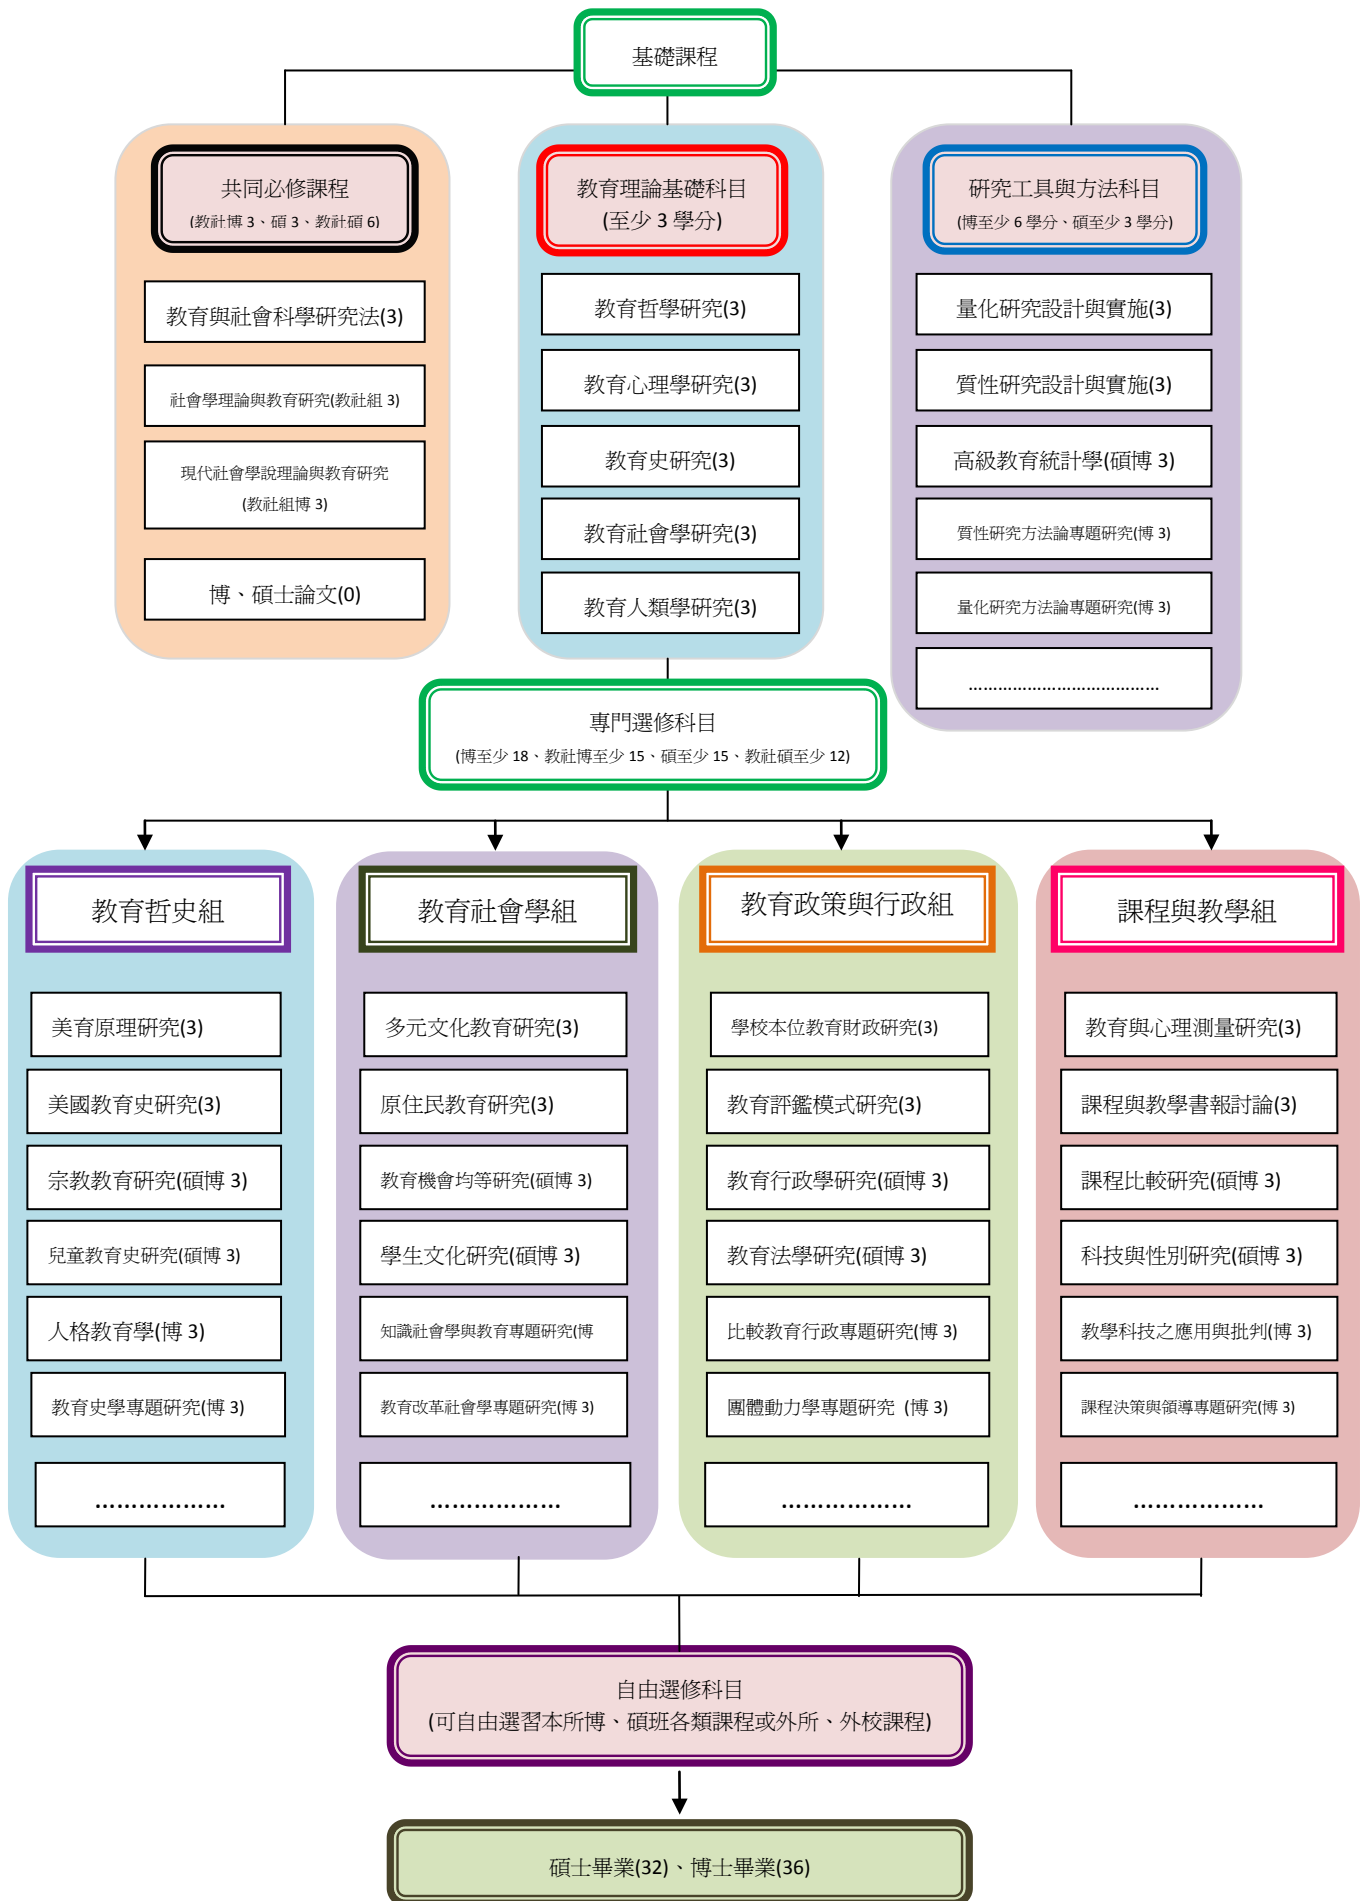 基礎課程
共同必修課程
(教社博 3、碩 3、教社碩 6)
教育與社會科學研究法(3)
社會學理論與教育研究(教社組 3)
現代社會學說理論與教育研究
(教社組博 3)
博、碩士論文(0)
教育理論基礎科目
(至少 3 學分)
教育哲學研究(3)
教育心理學研究(3)
教育史研究(3)
教育社會學研究(3)
教育人類學研究(3)
研究工具與方法科目
(博至少 6 學分、碩至少 3 學分)
量化研究設計與實施(3)
質性研究設計與實施(3)
高級教育統計學(碩博 3)
質性研究方法論專題研究(博 3)
量化研究方法論專題研究(博 3)
.......................................
專門選修科目
(博至少 18、教社博至少 15、碩至少 15、教社碩至少 12)
教育哲史組
美育原理研究(3)
美國教育史研究(3)
宗教教育研究(碩博 3)
兒童教育史研究(碩博 3)
人格教育學(博 3)
教育史學專題研究(博 3)
..................
教育社會學組
多元文化教育研究(3)
原住民教育研究(3)
教育機會均等研究(碩博 3)
學生文化研究(碩博 3)
知識社會學與教育專題研究(博
教育改革社會學專題研究(博 3)
..................
教育政策與行政組
學校本位教育財政研究(3)
教育評鑑模式研究(3)
教育行政學研究(碩博 3)
教育法學研究(碩博 3)
比較教育行政專題研究(博 3)
團體動力學專題研究 (博 3)
..................
課程與教學組
教育與心理測量研究(3)
課程與教學書報討論(3)
課程比較研究(碩博 3)
科技與性別研究(碩博 3)
教學科技之應用與批判(博 3)
課程決策與領導專題研究(博 3)
..................
自由選修科目
(可自由選習本所博、碩班各類課程或外所、外校課程)
碩士畢業(32)、博士畢業(36)